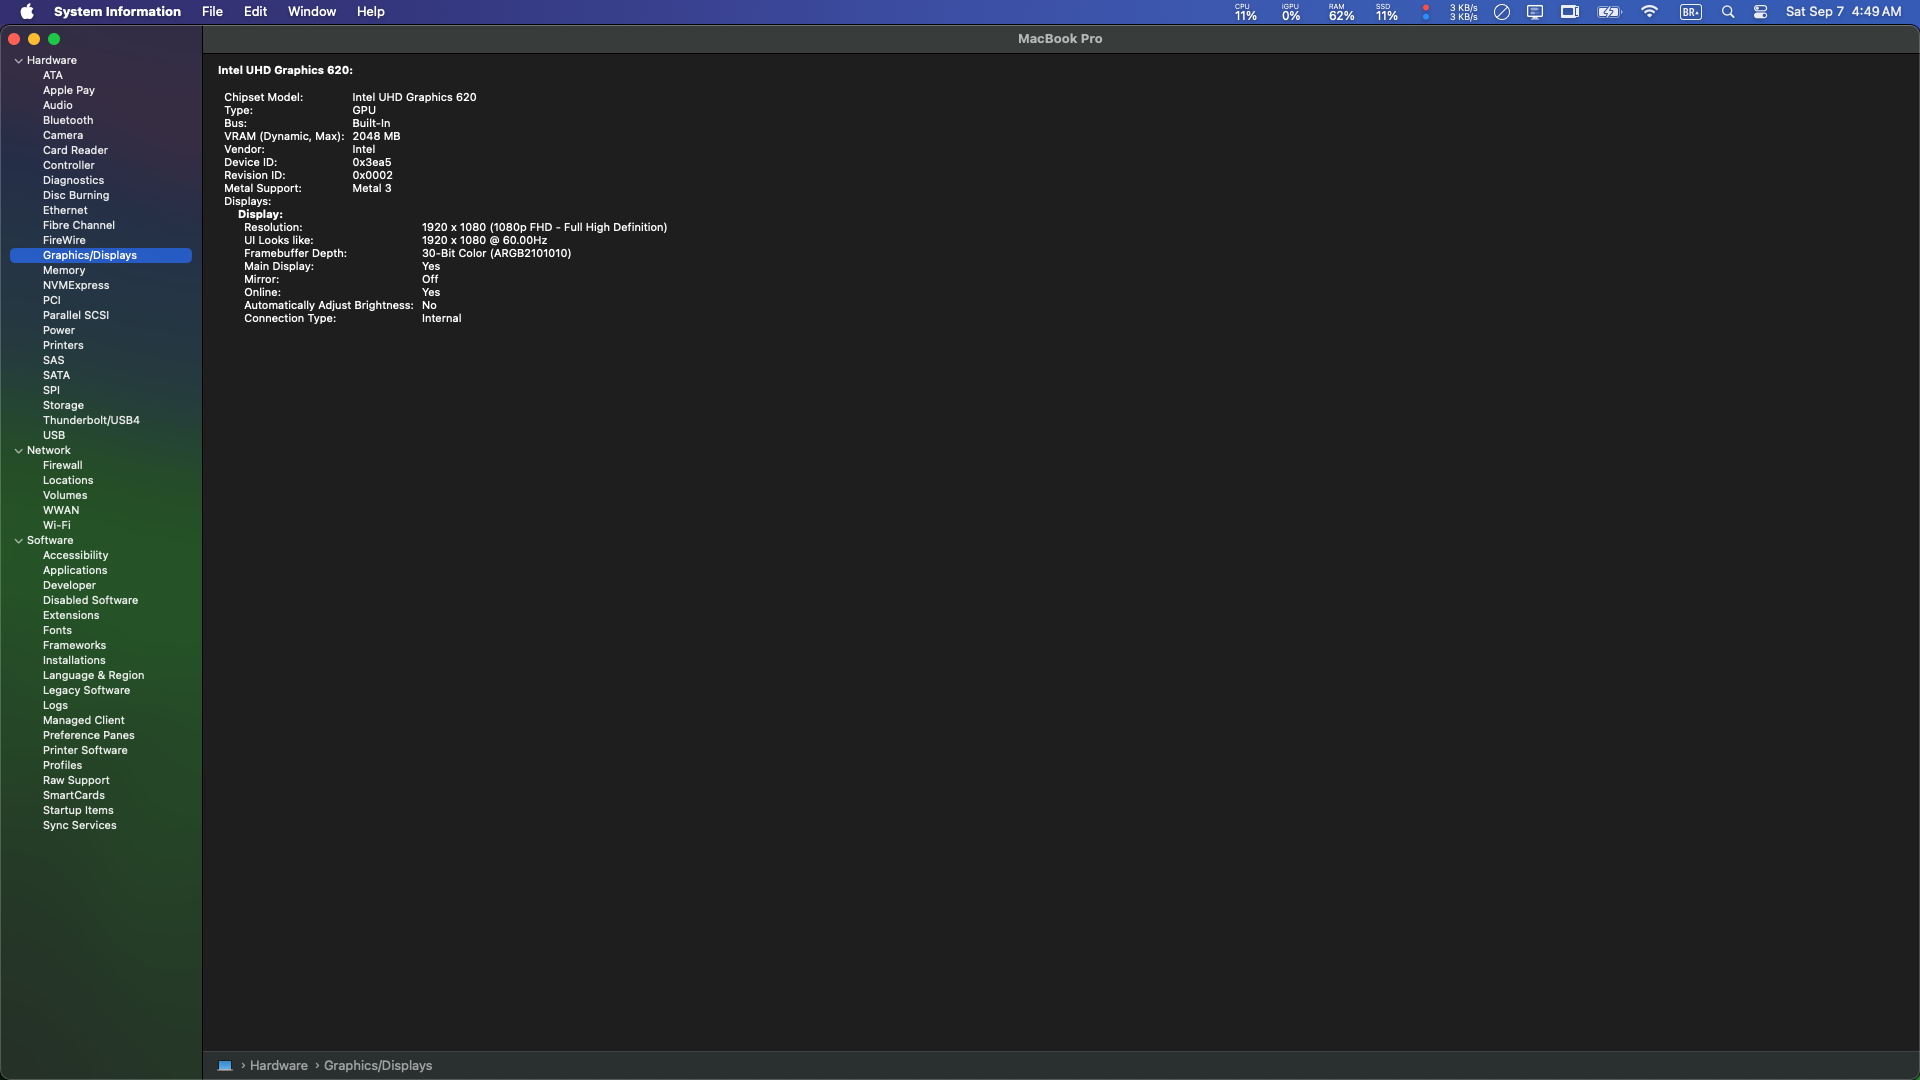 System Information File Edit Window Help
CPU 11% iGPU 0% RAM 62% SSD 11% 3 KB/s 3 KB/s BR Sat Sep 7 4:49 AM
MacBook Pro
Hardware
ATA
Apple Pay
Audio
Bluetooth
Camera
Card Reader
Controller
Diagnostics
Disc Burning
Ethernet
Fibre Channel
FireWire
Graphics/Displays
Memory
NVMExpress
PCI
Parallel SCSI
Power
Printers
SAS
SATA
SPI
Storage
Thunderbolt/USB4
USB
Network
Firewall
Locations
Volumes
WWAN
Wi-Fi
Software
Accessibility
Applications
Developer
Disabled Software
Extensions
Fonts
Frameworks
Installations
Language & Region
Legacy Software
Logs
Managed Client
Preference Panes
Printer Software
Profiles
Raw Support
SmartCards
Startup Items
Sync Services
Intel UHD Graphics 620:
Chipset Model: Intel UHD Graphics 620
Type: GPU
Bus: Built-In
VRAM (Dynamic, Max): 2048 MB
Vendor: Intel
Device ID: 0x3ea5
Revision ID: 0x0002
Metal Support: Metal 3
Displays:
Display:
Resolution: 1920 x 1080 (1080p FHD - Full High Definition)
UI Looks like: 1920 x 1080 @ 60.00Hz
Framebuffer Depth: 30-Bit Color (ARGB2101010)
Main Display: Yes
Mirror: Off
Online: Yes
Automatically Adjust Brightness: No
Connection Type: Internal
› Hardware › Graphics/Displays